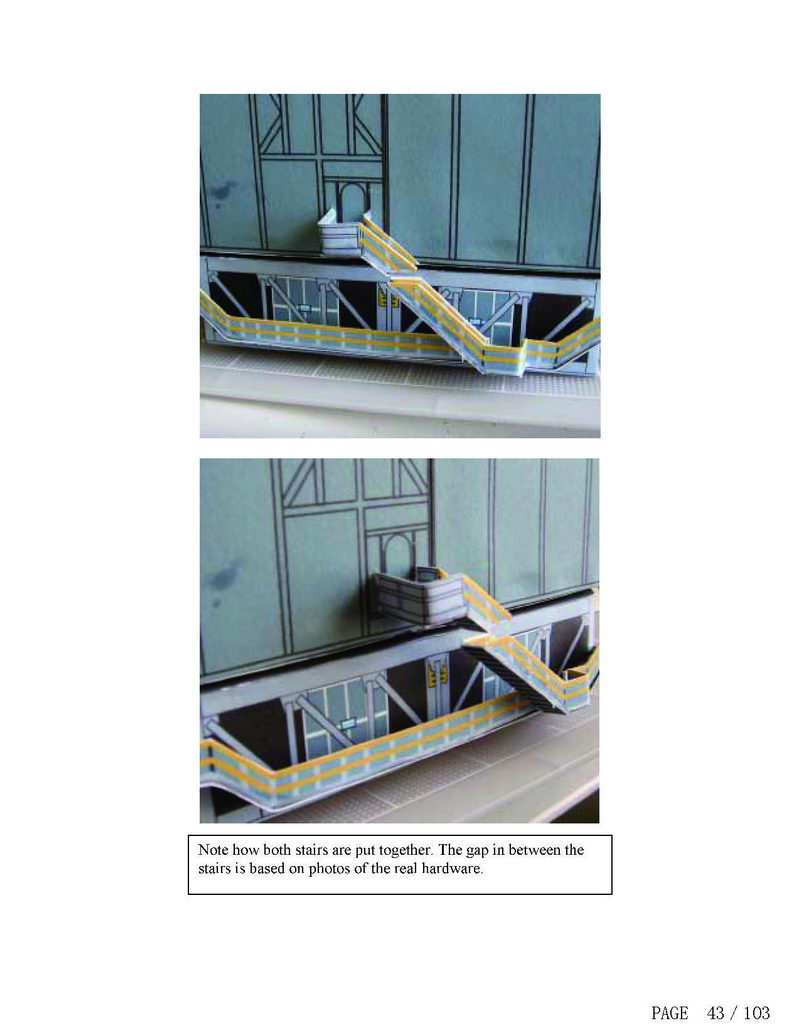 Note how both stairs are put together. The gap in between the
stairs is based on photos of the real hardware.
PAGE 43 / 103